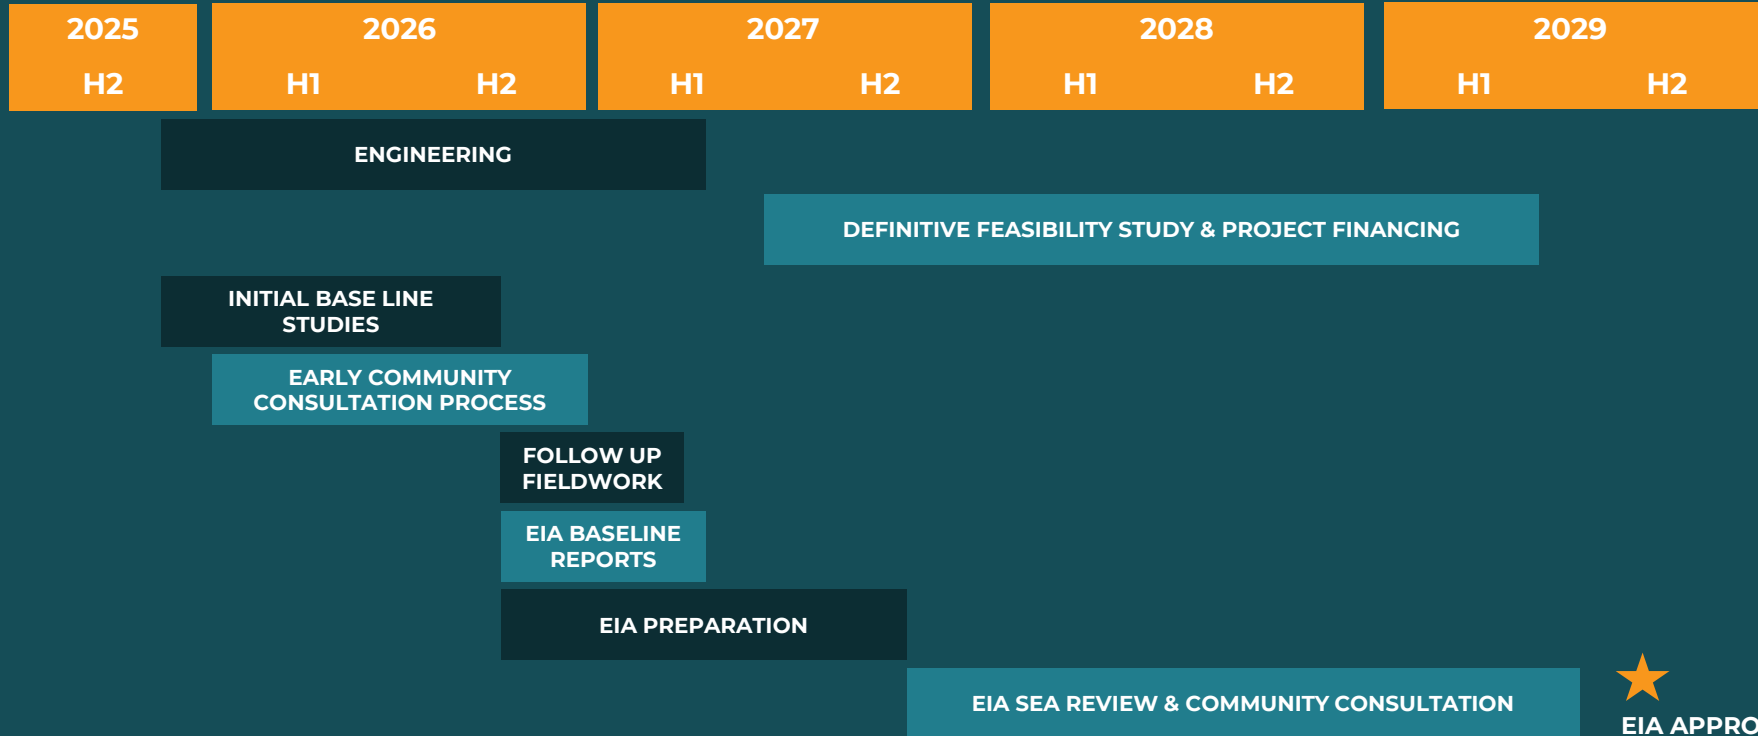 2025
2026
2027
2028
2029
H2
H1
H2
H1
H2
H1
H2
H1
H2
ENGINEERING
DEFINITIVE FEASIBILITY STUDY & PROJECT FINANCING
INITIAL BASE LINE
STUDIES
EARLY COMMUNITY
CONSULTATION PROCESS
FOLLOW UP
FIELDWORK
EIA BASELINE
REPORTS
EIA PREPARATION
EIA SEA REVIEW & COMMUNITY CONSULTATION
EIA APPRO